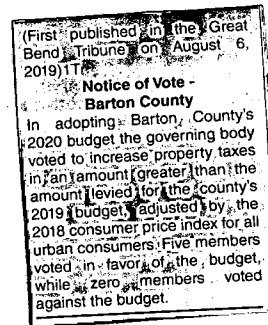 (First published in the Great
Bend Tribune on August 6,
2019)1T
Notice of Vote -
Barton County
In adopting Barton County's
2020 budget the governing body
voted to increase property taxes
in an amount greater than the
amount levied for the county's
2019 budget, adjusted by the
2018 consumer price index for all
urban consumers. Five members
voted in favor of the budget,
while zero members voted
against the budget.